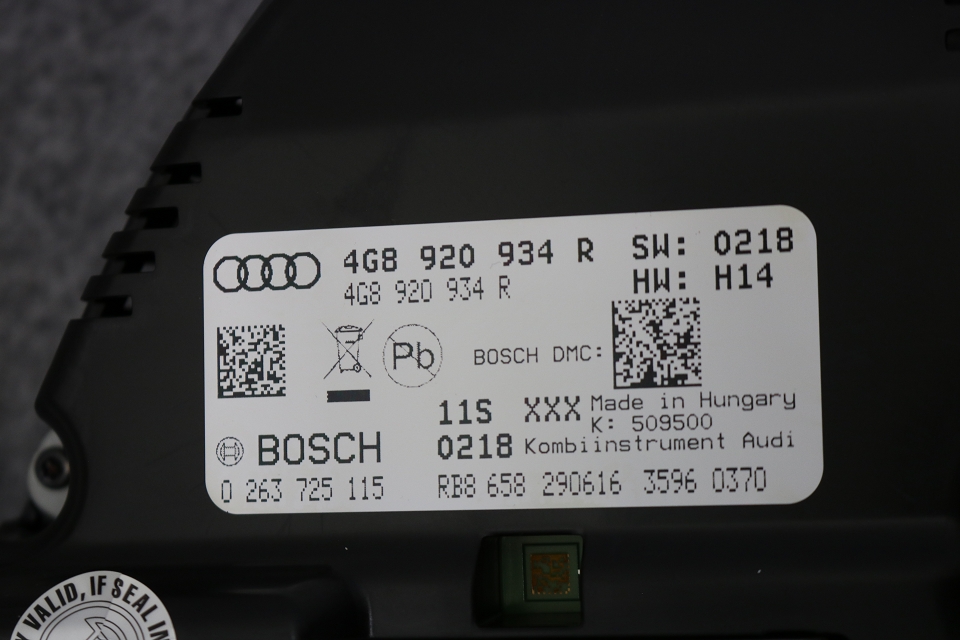 4G8 920 934 R SW: 0218
4G8 920 934 R HW: H14
Pb
BOSCH DMC:
11S XXX Made in Hungary
K: 509500
BOSCH 0218 Kombiinstrument Audi
0 263 725 115 RB8 658 290616 3596 0370
VALID, IF SEAL